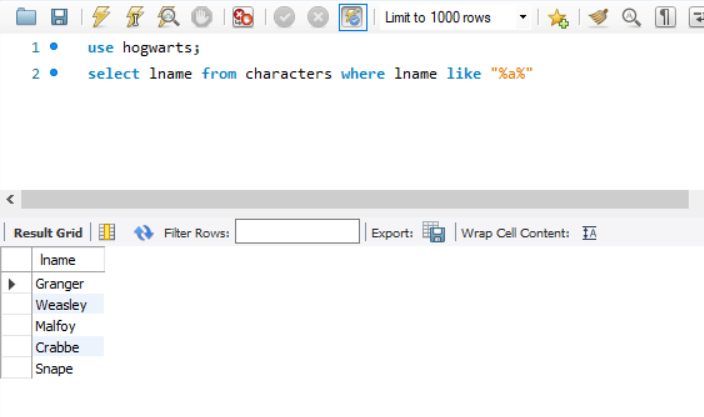 Limit to 1000 rows
1 use hogwarts;
2 select lname from characters where lname like "%a%"
Result Grid Filter Rows: Export: Wrap Cell Content:
lname
Granger
Weasley
Malfoy
Crabbe
Snape